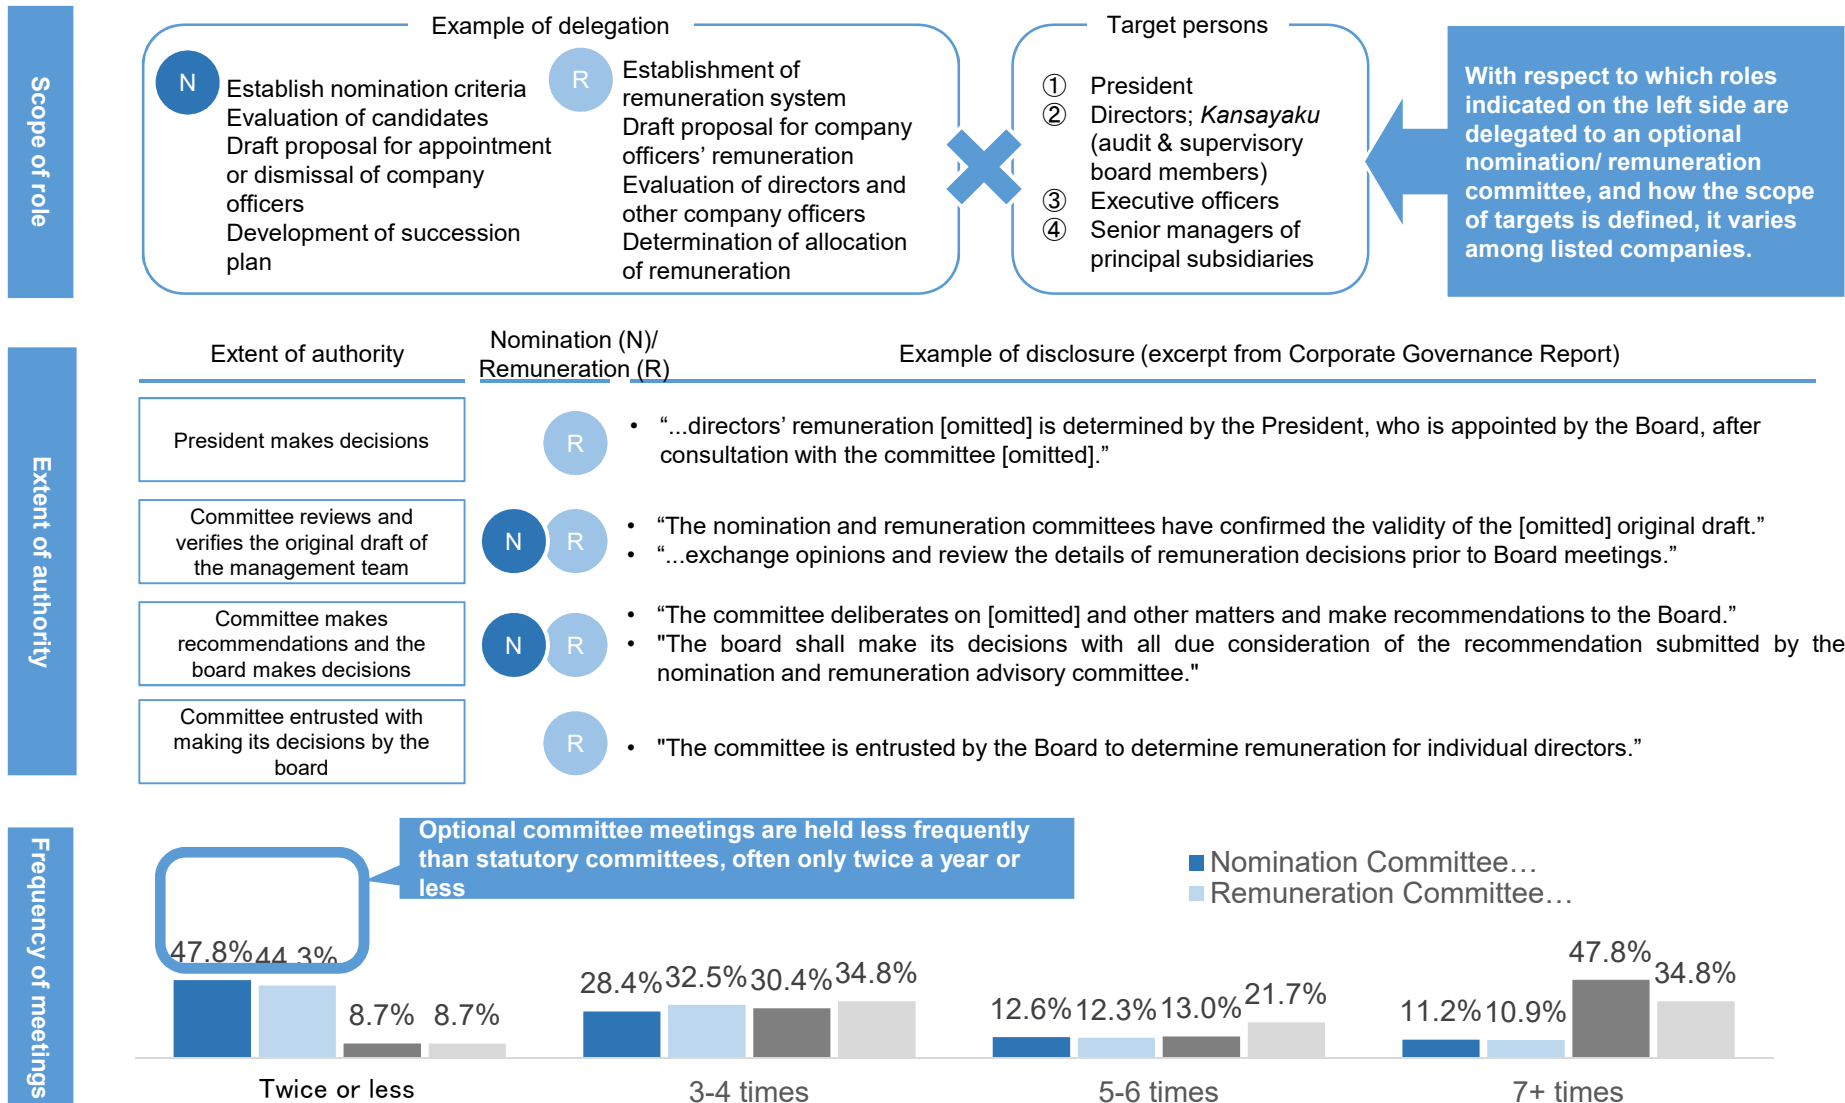 Scope of role
Example of delegation
N
Establish nomination criteria
Evaluation of candidates
Draft proposal for appointment
or dismissal of company
officers
Development of succession
plan
R
Establishment of
remuneration system
Draft proposal for company
officers’ remuneration
Evaluation of directors and
other company officers
Determination of allocation
of remuneration
Target persons
① President
② Directors; Kansayaku
(audit & supervisory
board members)
③ Executive officers
④ Senior managers of
principal subsidiaries
With respect to which roles
indicated on the left side are
delegated to an optional
nomination/ remuneration
committee, and how the scope
of targets is defined, it varies
among listed companies.
Extent of authority
Extent of authority
Nomination (N)/
Remuneration (R)
Example of disclosure (excerpt from Corporate Governance Report)
President makes decisions
R
• “...directors’ remuneration [omitted] is determined by the President, who is appointed by the Board, after
consultation with the committee [omitted].”
Committee reviews and
verifies the original draft of
the management team
N R
• “The nomination and remuneration committees have confirmed the validity of the [omitted] original draft.”
• “...exchange opinions and review the details of remuneration decisions prior to Board meetings.”
Committee makes
recommendations and the
board makes decisions
N R
• “The committee deliberates on [omitted] and other matters and make recommendations to the Board.”
• "The board shall make its decisions with all due consideration of the recommendation submitted by the
nomination and remuneration advisory committee."
Committee entrusted with
making its decisions by the
board
R
• "The committee is entrusted by the Board to determine remuneration for individual directors.”
Frequency of meetings
Optional committee meetings are held less frequently
than statutory committees, often only twice a year or
less
Nomination Committee…
Remuneration Committee…
47.8% 44.3% 8.7% 8.7%
28.4% 32.5% 30.4% 34.8%
12.6% 12.3% 13.0% 21.7%
11.2% 10.9% 47.8% 34.8%
Twice or less
3-4 times
5-6 times
7+ times